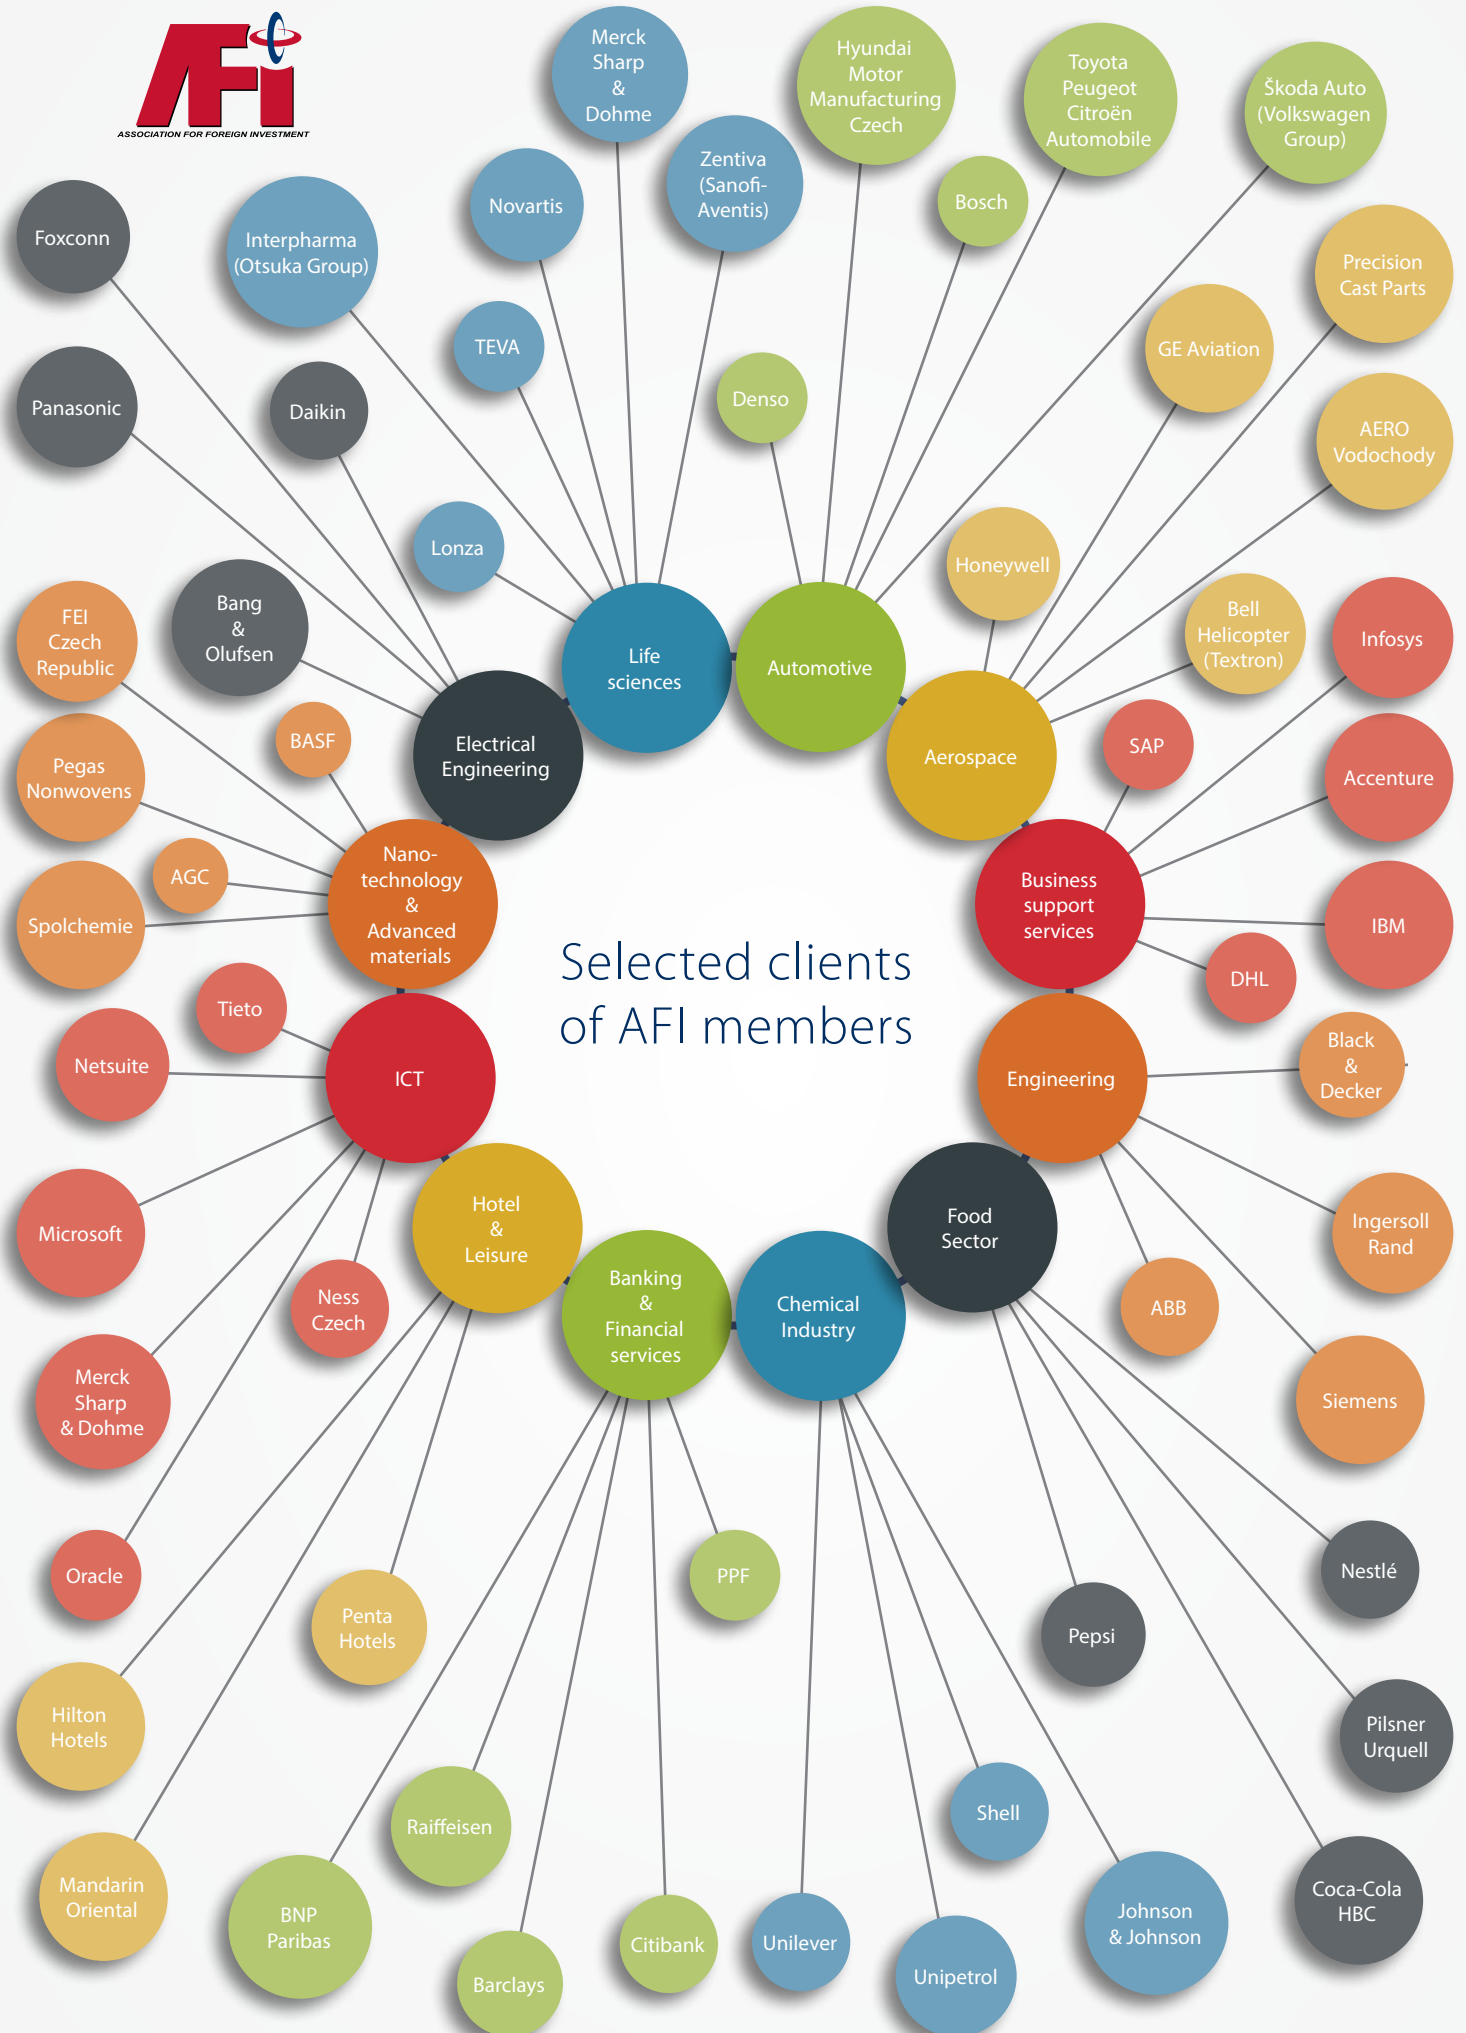 AFi
ASSOCIATION FOR FOREIGN INVESTMENT
Merck
Sharp
&
Dohme
Hyundai
Motor
Manufacturing
Czech
Toyota
Peugeot
Citroën
Automobile
Škoda Auto
(Volkswagen
Group)
Zentiva
(Sanofi-
Aventis)
Novartis
Bosch
Foxconn
Interpharma
(Otsuka Group)
Precision
Cast Parts
TEVA
GE Aviation
Panasonic
Daikin
Denso
AERO
Vodochody
Lonza
Honeywell
FEI
Czech
Republic
Bang
&
Olufsen
Bell
Helicopter
(Textron)
Infosys
Life
sciences
Automotive
BASF
Electrical
Engineering
Aerospace
SAP
Pegas
Nonwovens
Accenture
AGC
Nano-
technology
&
Advanced
materials
Business
support
services
Spolchemie
IBM
Selected clients
of AFI members
DHL
Tieto
Netsuite
ICT
Engineering
Black
&
Decker
Microsoft
Hotel
&
Leisure
Food
Sector
Ingersoll
Rand
Ness
Czech
Banking
&
Financial
services
Chemical
Industry
ABB
Merck
Sharp
& Dohme
Siemens
Oracle
PPF
Nestlé
Penta
Hotels
Pepsi
Hilton
Hotels
Pilsner
Urquell
Raiffeisen
Shell
Mandarin
Oriental
BNP
Paribas
Citibank
Unilever
Johnson
& Johnson
Coca-Cola
HBC
Barclays
Unipetrol